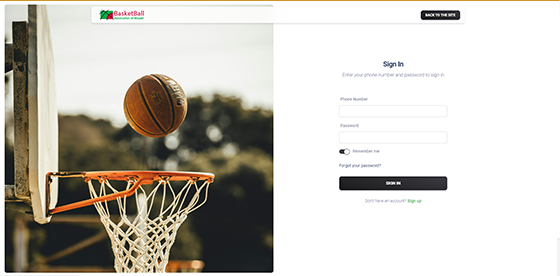 BasketBall
Association of Malawi
BACK TO THE SITE
Sign In
Enter your phone number and password to sign in
Phone Number
Password
Remember me
Forgot your password?
SIGN IN
Don't have an account? Sign up